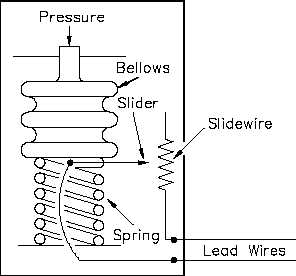 Pressure
Bellows
Slider
Slidewire
Spring
Lead Wires